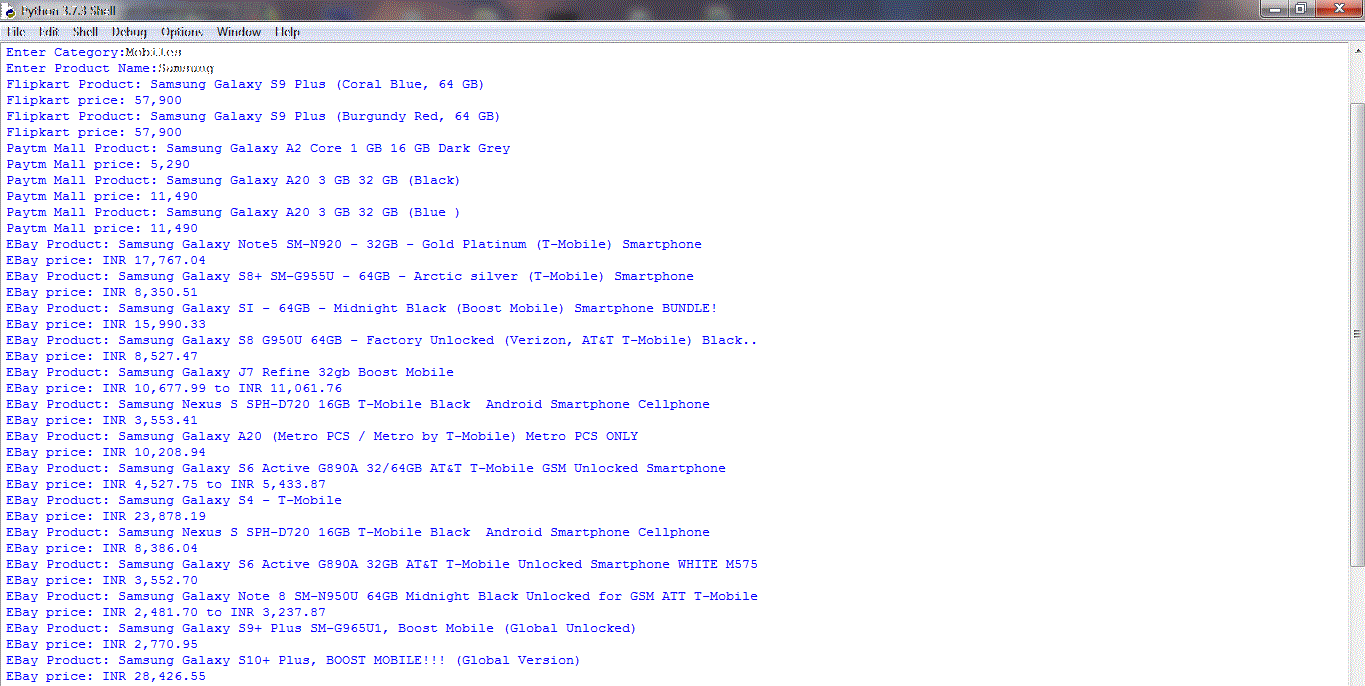 Python 3.7.3 Shell
File Edit Shell Debug Options Window Help
Enter Category:Mobiles
Enter Product Name:Samsung
Flipkart Product: Samsung Galaxy S9 Plus (Coral Blue, 64 GB)
Flipkart price: 57,900
Flipkart Product: Samsung Galaxy S9 Plus (Burgundy Red, 64 GB)
Flipkart price: 57,900
Paytm Mall Product: Samsung Galaxy A2 Core 1 GB 16 GB Dark Grey
Paytm Mall price: 5,290
Paytm Mall Product: Samsung Galaxy A20 3 GB 32 GB (Black)
Paytm Mall price: 11,490
Paytm Mall Product: Samsung Galaxy A20 3 GB 32 GB (Blue )
Paytm Mall price: 11,490
EBay Product: Samsung Galaxy Note5 SM-N920 - 32GB - Gold Platinum (T-Mobile) Smartphone
EBay price: INR 17,767.04
EBay Product: Samsung Galaxy S8+ SM-G955U - 64GB - Arctic silver (T-Mobile) Smartphone
EBay price: INR 8,350.51
EBay Product: Samsung Galaxy SI - 64GB - Midnight Black (Boost Mobile) Smartphone BUNDLE!
EBay price: INR 15,990.33
EBay Product: Samsung Galaxy S8 G950U 64GB - Factory Unlocked (Verizon, AT&T T-Mobile) Black..
EBay price: INR 8,527.47
EBay Product: Samsung Galaxy J7 Refine 32gb Boost Mobile
EBay price: INR 10,677.99 to INR 11,061.76
EBay Product: Samsung Nexus S SPH-D720 16GB T-Mobile Black  Android Smartphone Cellphone
EBay price: INR 3,553.41
EBay Product: Samsung Galaxy A20 (Metro PCS / Metro by T-Mobile) Metro PCS ONLY
EBay price: INR 10,208.94
EBay Product: Samsung Galaxy S6 Active G890A 32/64GB AT&T T-Mobile GSM Unlocked Smartphone
EBay price: INR 4,527.75 to INR 5,433.87
EBay Product: Samsung Galaxy S4 - T-Mobile
EBay price: INR 23,878.19
EBay Product: Samsung Nexus S SPH-D720 16GB T-Mobile Black  Android Smartphone Cellphone
EBay price: INR 8,386.04
EBay Product: Samsung Galaxy S6 Active G890A 32GB AT&T T-Mobile Unlocked Smartphone WHITE M575
EBay price: INR 3,552.70
EBay Product: Samsung Galaxy Note 8 SM-N950U 64GB Midnight Black Unlocked for GSM ATT T-Mobile
EBay price: INR 2,481.70 to INR 3,237.87
EBay Product: Samsung Galaxy S9+ Plus SM-G965U1, Boost Mobile (Global Unlocked)
EBay price: INR 2,770.95
EBay Product: Samsung Galaxy S10+ Plus, BOOST MOBILE!!! (Global Version)
EBay price: INR 28,426.55